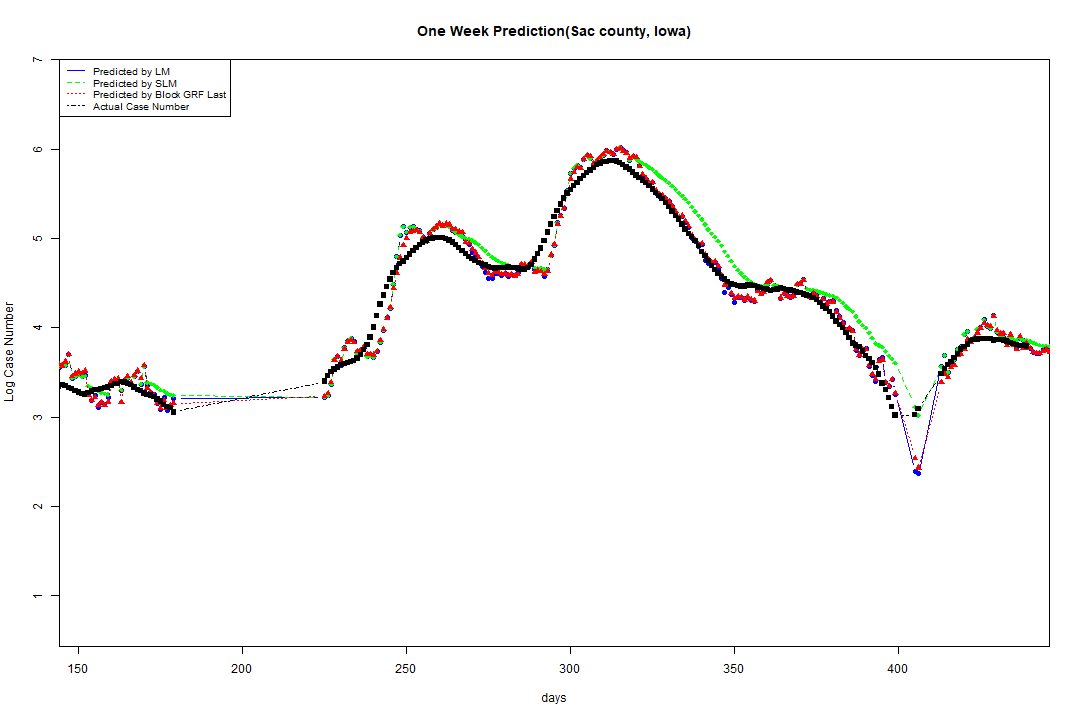 One Week Prediction(Sac county, Iowa)
Predicted by LM
Predicted by SLM
Predicted by Block GRF Last
Actual Case Number
Log Case Number
7
6
5
4
3
2
1
150
200
250
300
350
400
days